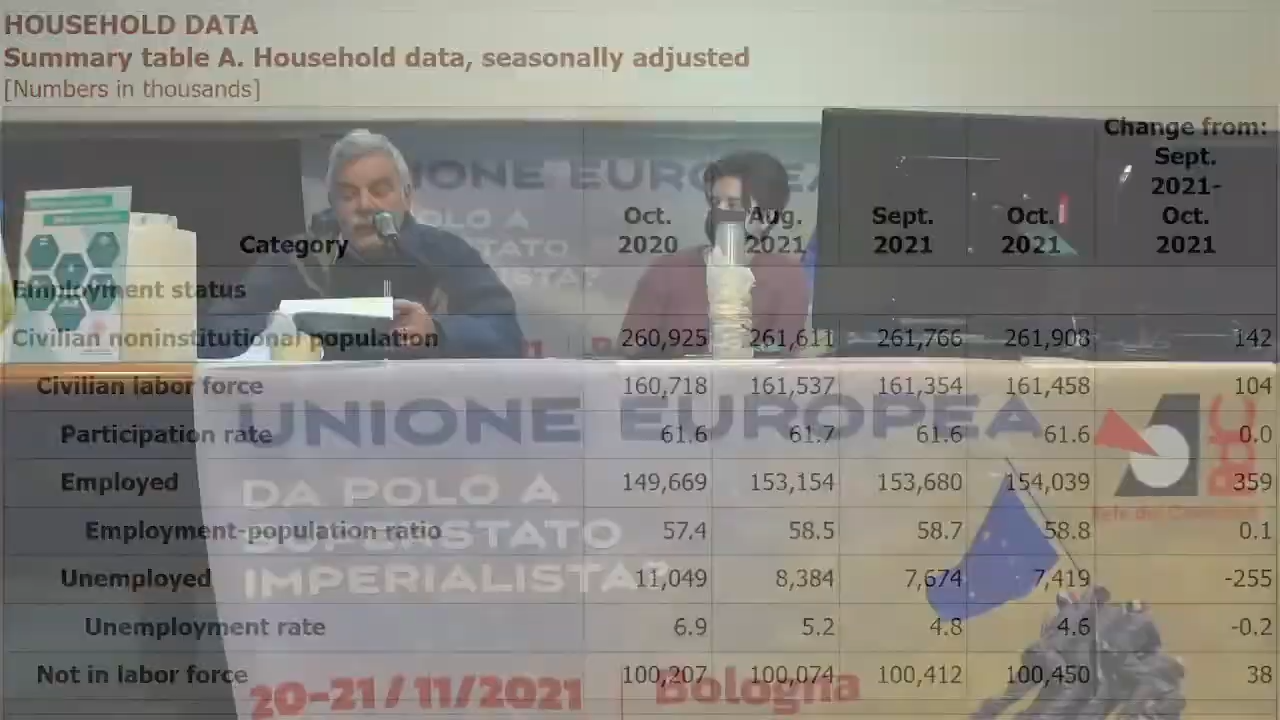 HOUSEHOLD DATA
Summary table A. Household data, seasonally adjusted
[Numbers in thousands]
Category Oct. 2020 Aug. 2021 Sept. 2021 Oct. 2021 Change from: Sept. 2021- Oct. 2021
Employment status
Civilian noninstitutional population 260,925 261,611 261,766 261,908 142
Civilian labor force 160,718 161,537 161,354 161,458 104
Participation rate 61.6 61.7 61.6 61.6 0.0
Employed 149,669 153,154 153,680 154,039 359
Employment-population ratio 57.4 58.5 58.7 58.8 0.1
Unemployed 11,049 8,384 7,674 7,419 -255
Unemployment rate 6.9 5.2 4.8 4.6 -0.2
Not in labor force 100,207 100,074 100,412 100,450 38
IONE EUROPEA
POLO A
STATO
ISTA?
UNIONE EUROPEA
DA POLO A
SUPERSTATO
IMPERIALISTA?
20-21/11/2021 Bologna